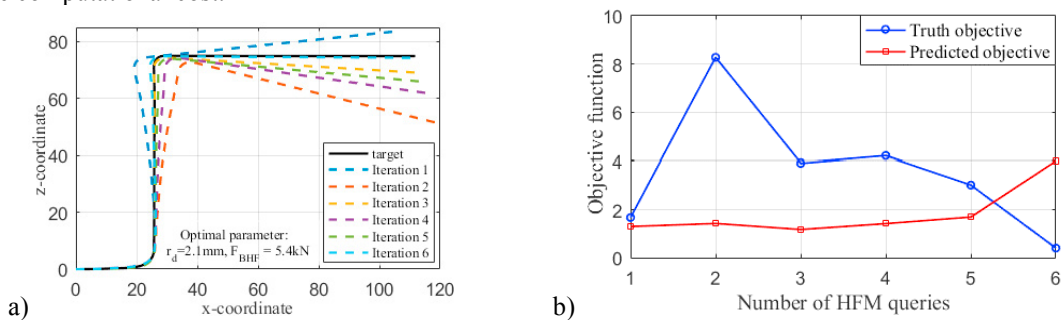 a)
80
60
40
20
0
z-coordinate
0 20 40 60 80 100 120
x-coordinate
target
Iteration 1
Iteration 2
Iteration 3
Iteration 4
Iteration 5
Iteration 6
Optimal parameter:
r_d=2.1mm, F_BHF = 5.4kN
b)
10
8
6
4
2
0
Objective function
1 2 3 4 5 6
Number of HFM queries
Truth objective
Predicted objective